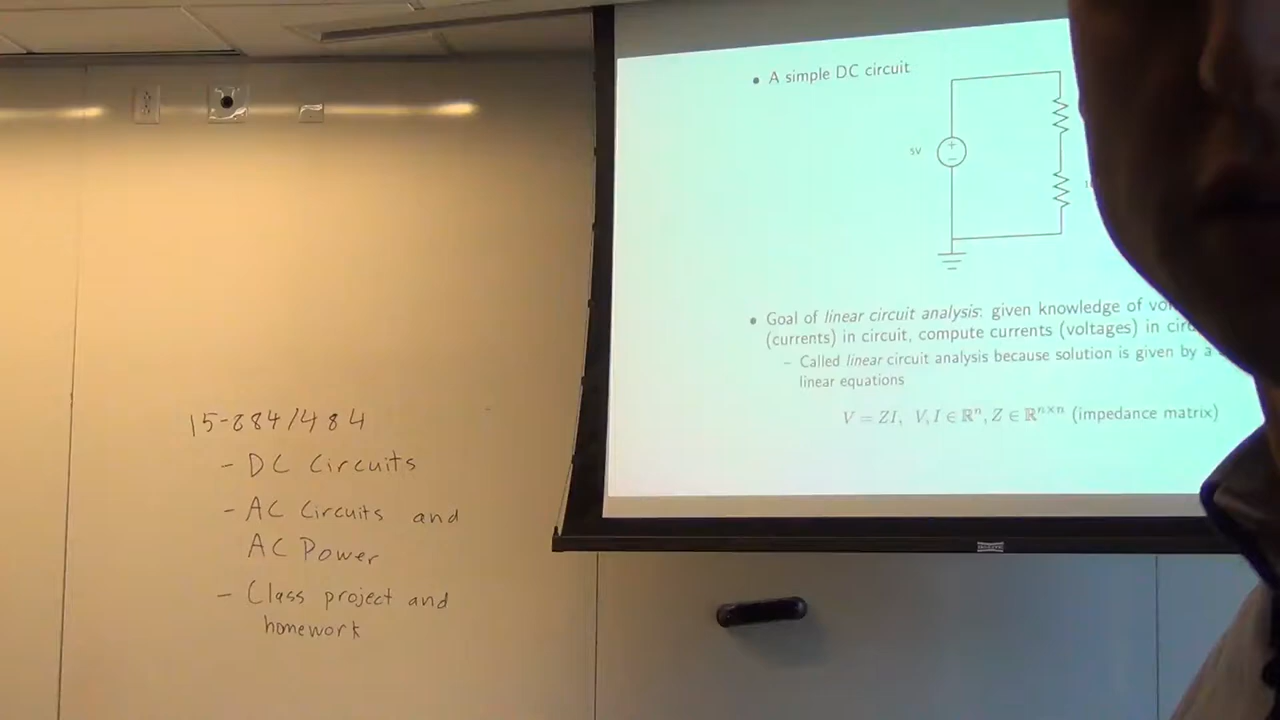 15-884/484
- DC Circuits
- AC Circuits and
AC Power
- Class project and
homework
• A simple DC circuit
5V
• Goal of linear circuit analysis: given knowledge of
(currents) in circuit, compute currents (voltages) in
– Called linear circuit analysis because solution is given by a
linear equations
V = ZI, V, I ∈ ℝⁿ, Z ∈ ℝⁿˣⁿ (impedance matrix)